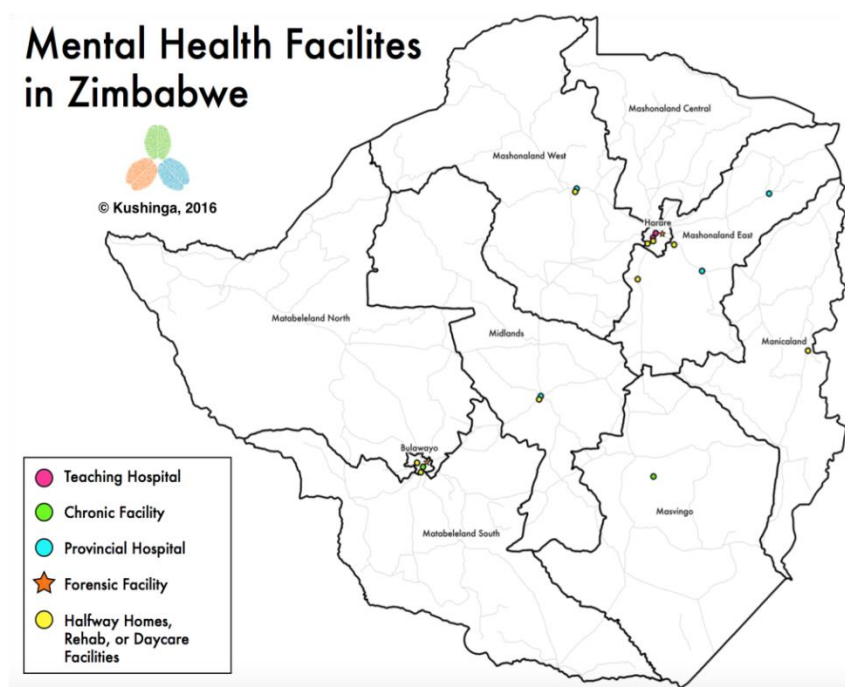 Mental Health Facilites
in Zimbabwe
© Kushinga, 2016
Mashonaland Central
Mashonaland West
Harare
Mashonaland East
Matabeleland North
Midlands
Manicaland
Bulawayo
Masvingo
Matabeleland South
Teaching Hospital
Chronic Facility
Provincial Hospital
Forensic Facility
Halfway Homes,
Rehab, or Daycare
Facilities